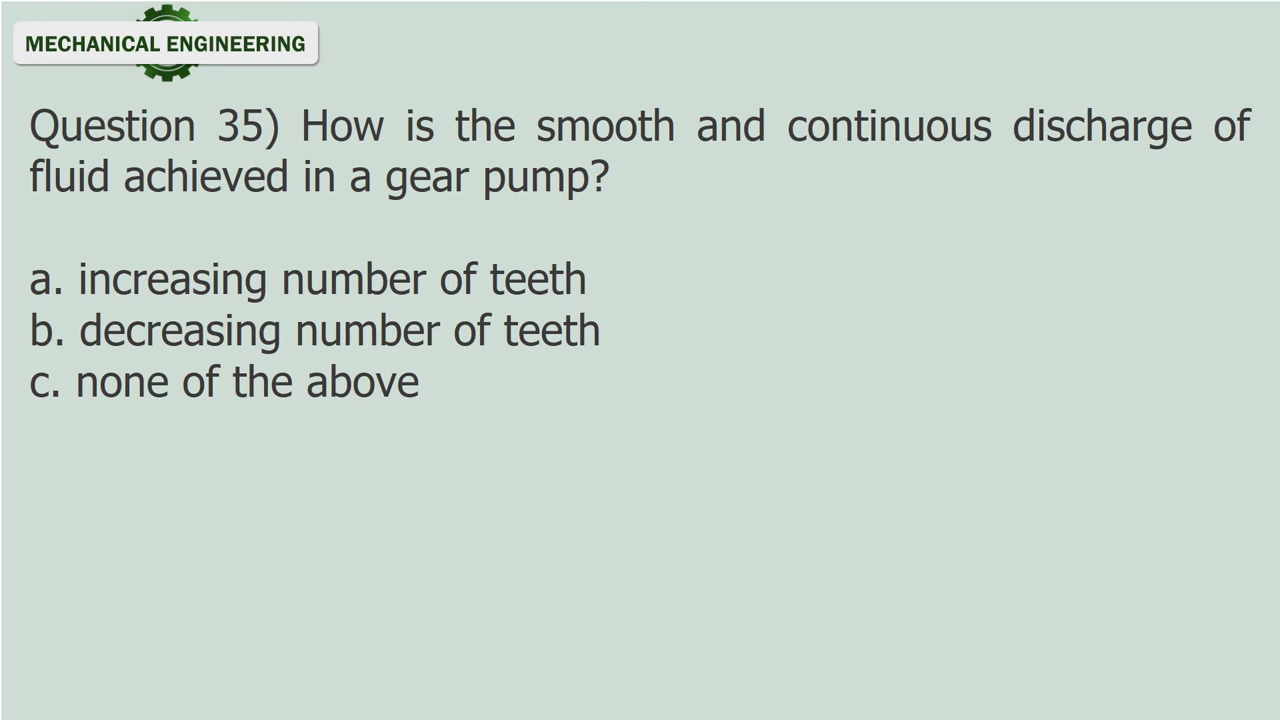 MECHANICAL ENGINEERING
Question 35) How is the smooth and continuous discharge of
fluid achieved in a gear pump?
a. increasing number of teeth
b. decreasing number of teeth
c. none of the above